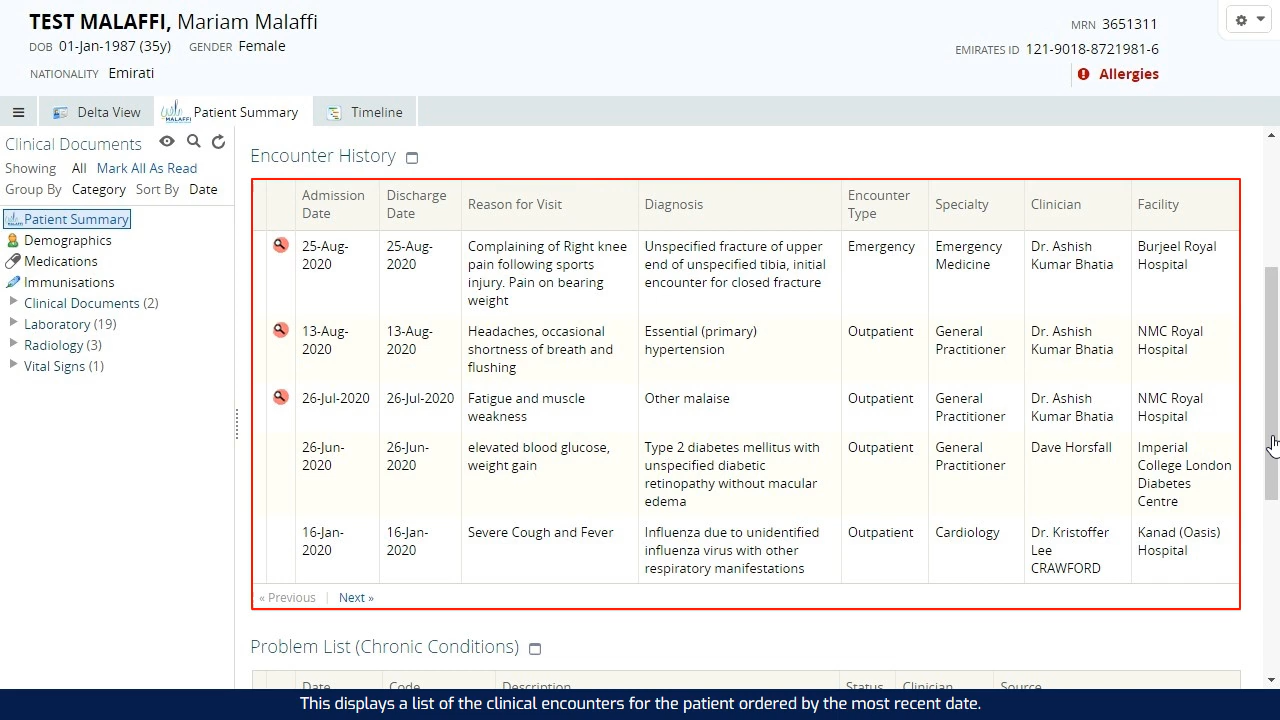 TEST MALAFFI, Mariam Malaffi
MRN 3651311
DOB 01-Jan-1987 (35y) GENDER Female
EMIRATES ID 121-9018-8721981-6
NATIONALITY Emirati
Allergies
Delta View
MALAFFI Patient Summary
Timeline
Clinical Documents
Showing All Mark All As Read
Group By Category Sort By Date
Patient Summary
Demographics
Medications
Immunisations
Clinical Documents (2)
Laboratory (19)
Radiology (3)
Vital Signs (1)
Encounter History
Admission Date
Discharge Date
Reason for Visit
Diagnosis
Encounter Type
Specialty
Clinician
Facility
25-Aug-
2020
25-Aug-
2020
Complaining of Right knee
pain following sports
injury. Pain on bearing
weight
Unspecified fracture of upper
end of unspecified tibia, initial
encounter for closed fracture
Emergency
Emergency
Medicine
Dr. Ashish
Kumar Bhatia
Burjeel Royal
Hospital
13-Aug-
2020
13-Aug-
2020
Headaches, occasional
shortness of breath and
flushing
Essential (primary)
hypertension
Outpatient
General
Practitioner
Dr. Ashish
Kumar Bhatia
NMC Royal
Hospital
26-Jul-2020
26-Jul-2020
Fatigue and muscle
weakness
Other malaise
Outpatient
General
Practitioner
Dr. Ashish
Kumar Bhatia
NMC Royal
Hospital
26-Jun-
2020
26-Jun-
2020
elevated blood glucose,
weight gain
Type 2 diabetes mellitus with
unspecified diabetic
retinopathy without macular
edema
Outpatient
General
Practitioner
Dave Horsfall
Imperial
College London
Diabetes
Centre
16-Jan-
2020
16-Jan-
2020
Severe Cough and Fever
Influenza due to unidentified
influenza virus with other
respiratory manifestations
Outpatient
Cardiology
Dr. Kristoffer
Lee
CRAWFORD
Kanad (Oasis)
Hospital
« Previous | Next »
Problem List (Chronic Conditions)
Date Code Description Status Clinician Source
This displays a list of the clinical encounters for the patient ordered by the most recent date.